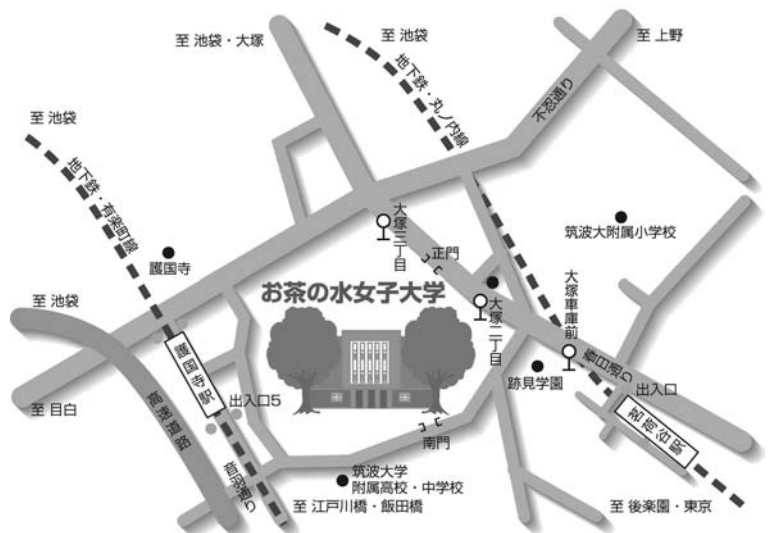 至 池袋・大塚
至 池袋
至 上野
地下鉄・丸ノ内線
不忍通り
至 池袋
地下鉄・有楽町線
護国寺
大塚三丁目
正門
筑波大附属小学校
お茶の水女子大学
大塚二丁目
大塚車庫前
至 池袋
護国寺駅
春日通り
跡見学園
出入口
出入口5
至 目白
高速道路
茗荷谷駅
南門
音羽通り
筑波大学
附属高校・中学校
至 江戸川橋・飯田橋
至 後楽園・東京